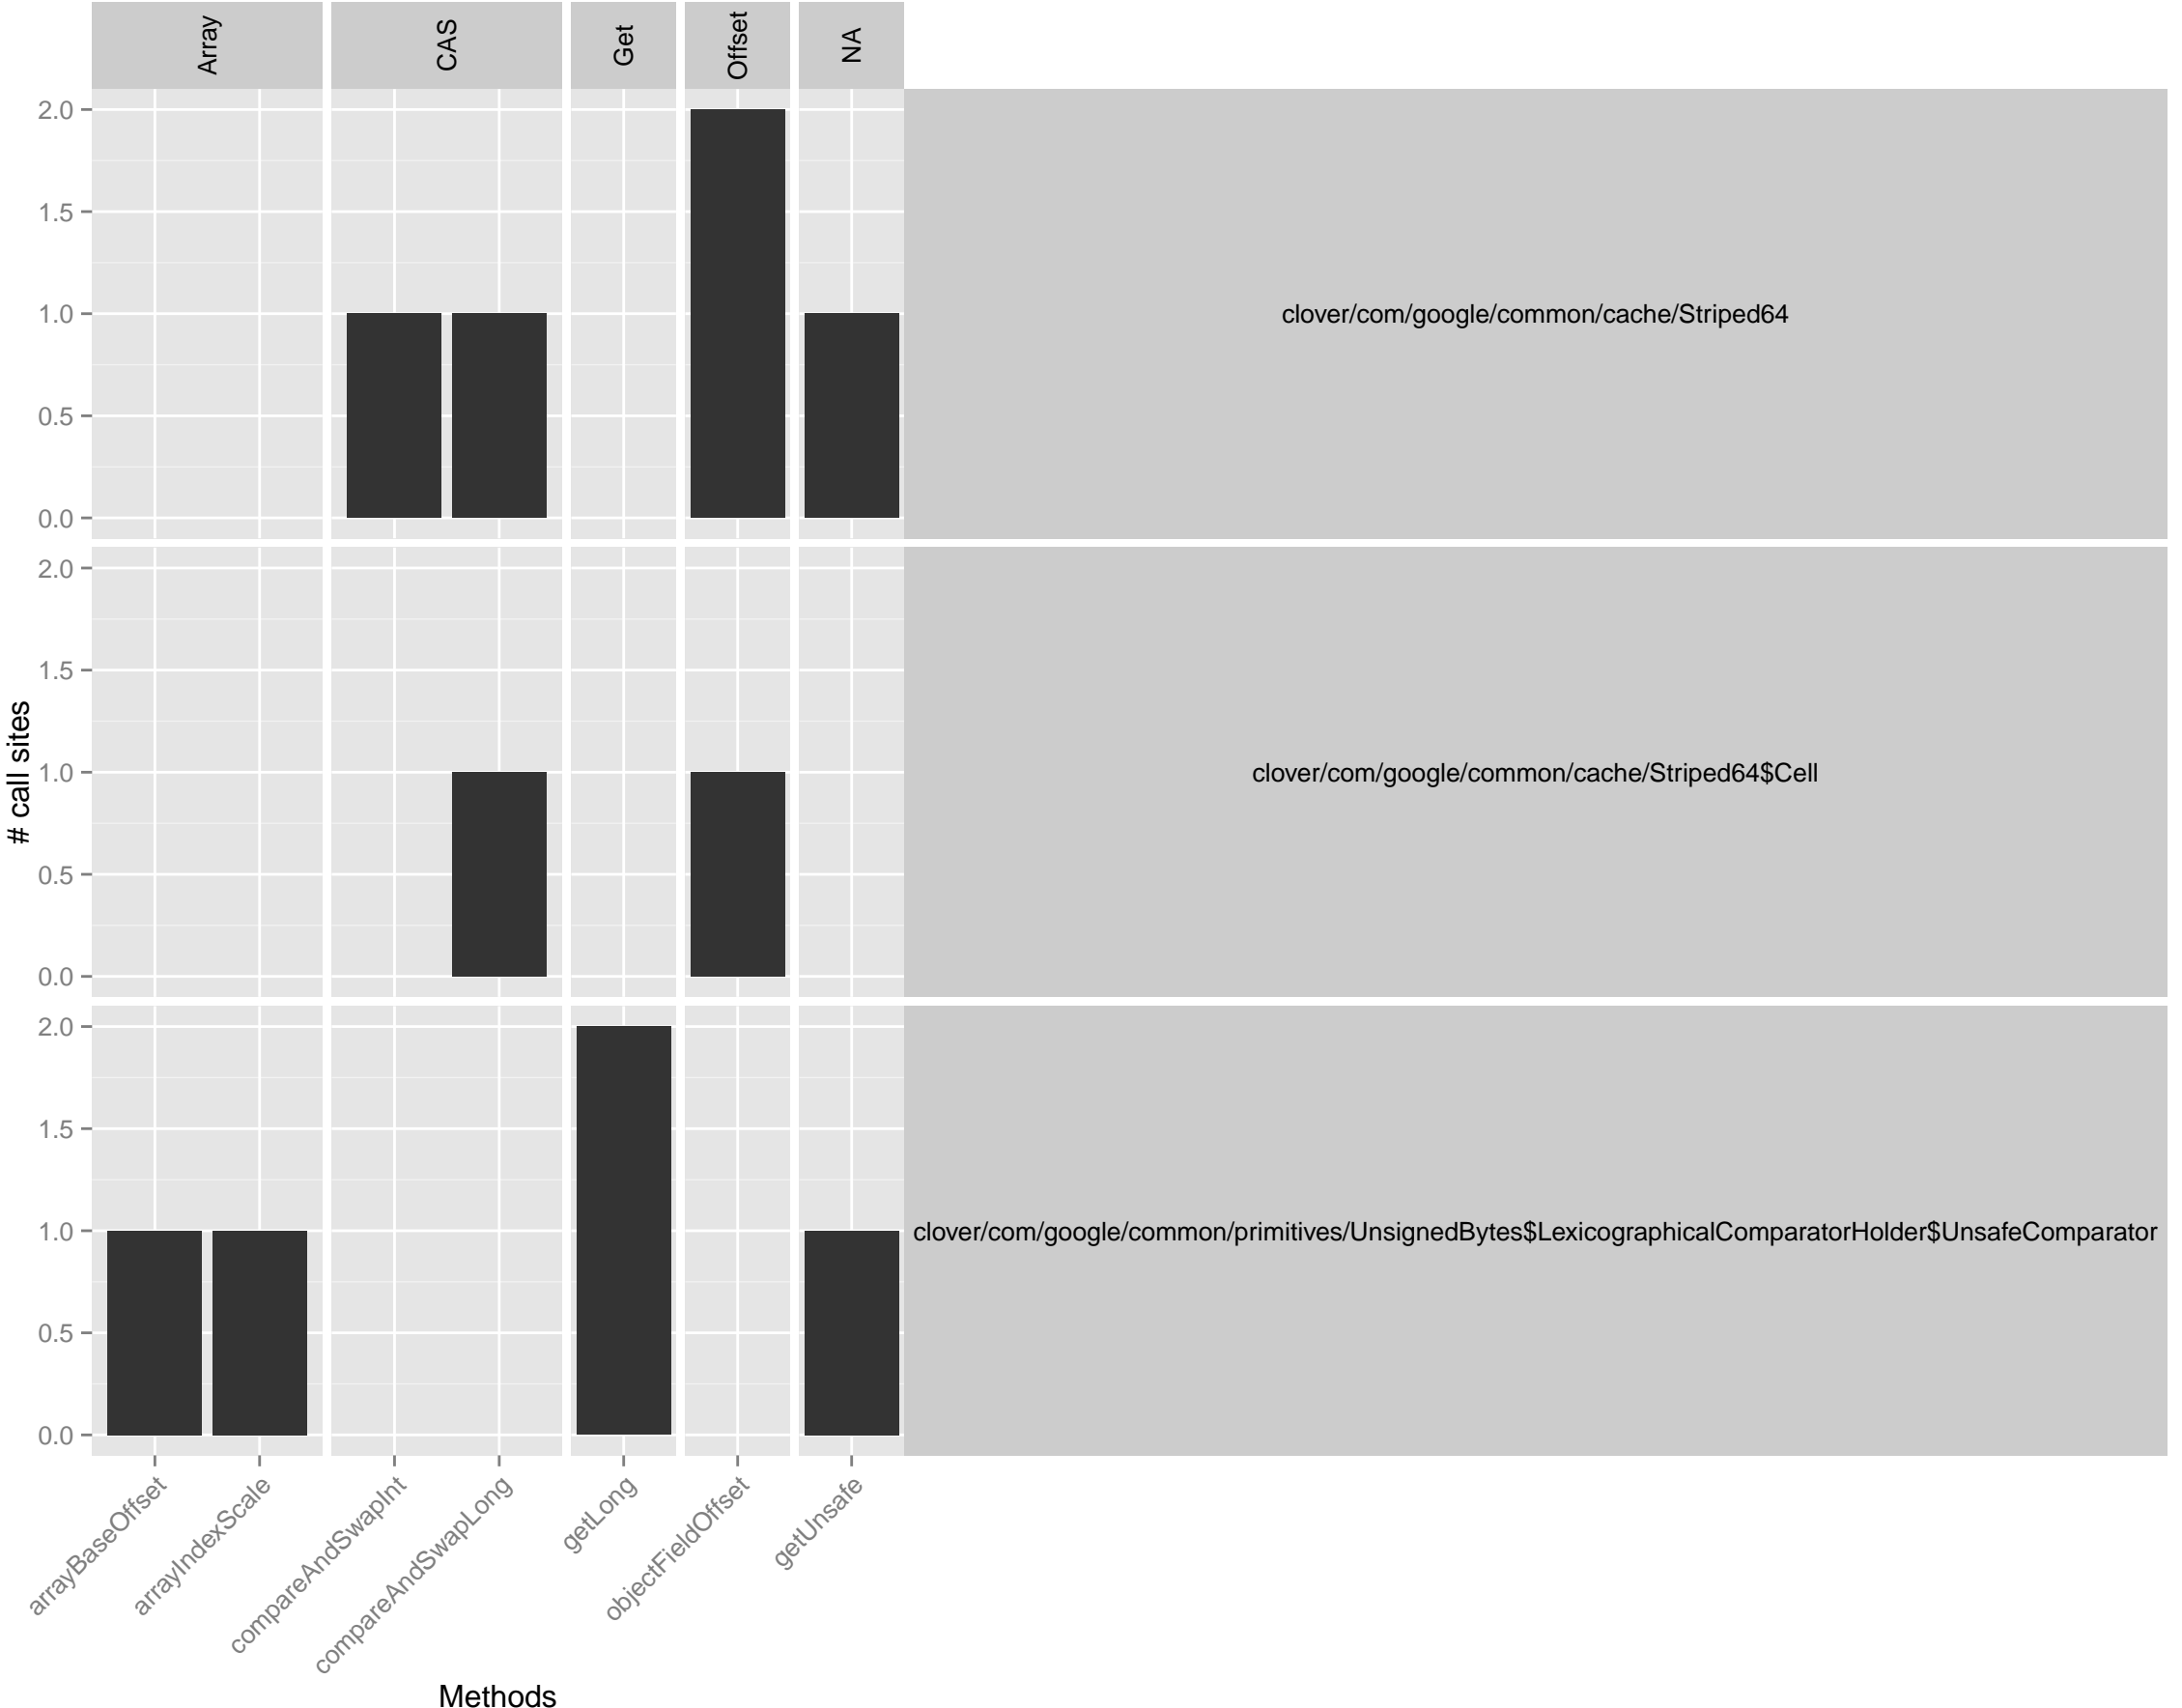 Array
CAS
Get
Offset
NA
2.0
1.5
1.0
0.5
0.0
clover/com/google/common/cache/Striped64
2.0
1.5
1.0
0.5
0.0
clover/com/google/common/cache/Striped64$Cell
2.0
1.5
1.0
0.5
0.0
clover/com/google/common/primitives/UnsignedBytes$LexicographicalComparatorHolder$UnsafeComparator
# call sites
arrayBaseOffset
arrayIndexScale
compareAndSwapInt
compareAndSwapLong
getLong
objectFieldOffset
getUnsafe
Methods